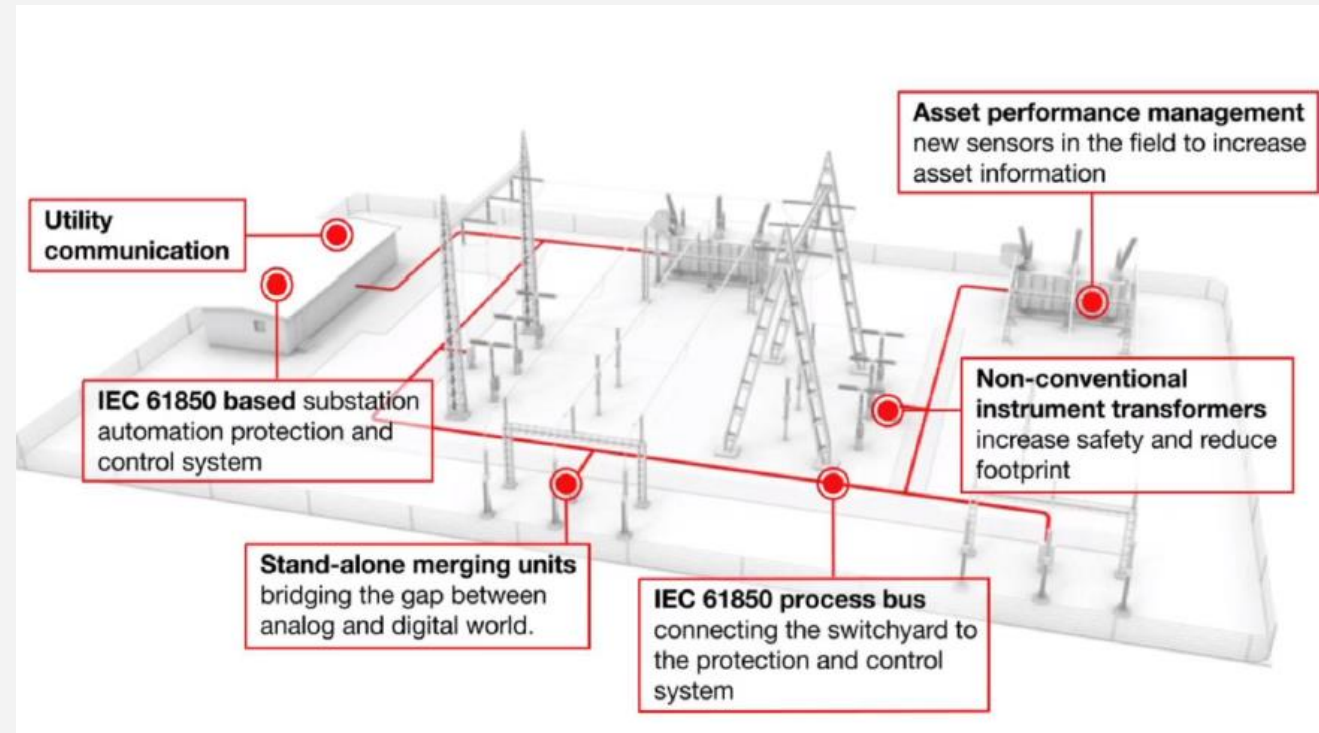 Asset performance management
new sensors in the field to increase
asset information
Utility
communication
IEC 61850 based substation
automation protection and
control system
Non-conventional
instrument transformers
increase safety and reduce
footprint
Stand-alone merging units
bridging the gap between
analog and digital world.
IEC 61850 process bus
connecting the switchyard to
the protection and control
system